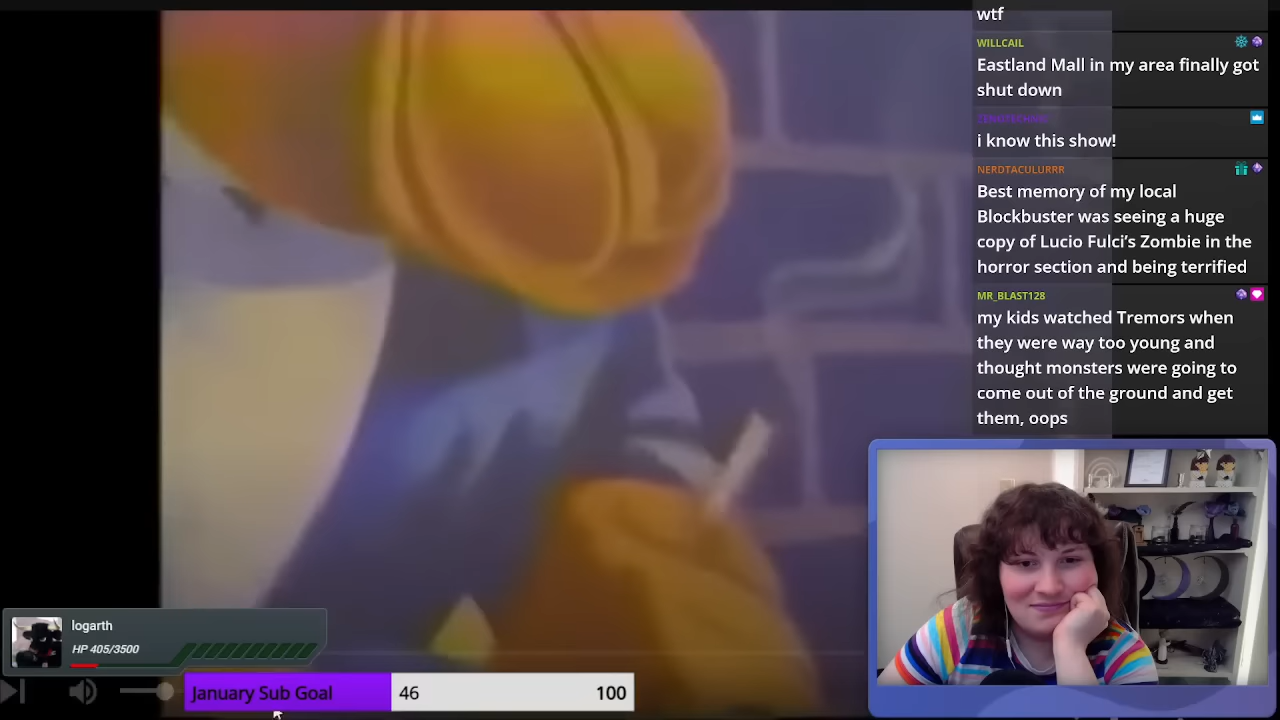 wtf
WILLCAIL
Eastland Mall in my area finally got
shut down
i know this show!
NERDTACULURRR
Best memory of my local
Blockbuster was seeing a huge
copy of Lucio Fulci's Zombie in the
horror section and being terrified
MR_BLAST128
my kids watched Tremors when
they were way too young and
thought monsters were going to
come out of the ground and get
them, oops
logarth
HP 405/3500
January Sub Goal 46 100